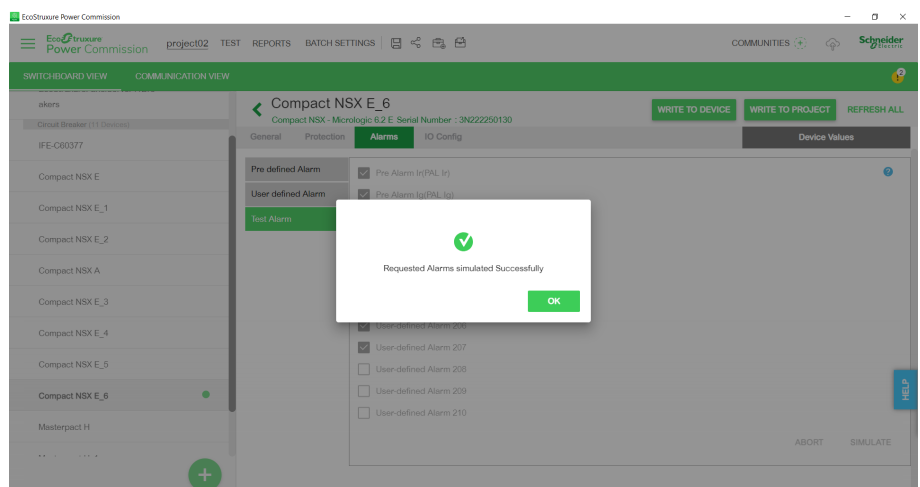 EcoStruxure Power Commission
EcoStruxure
Power Commission
project02 TEST REPORTS BATCH SETTINGS
COMMUNITIES
Schneider
Electric
SWITCHBOARD VIEW COMMUNICATION VIEW
2
akers
Circuit Breaker (11 Devices)
IFE-C60377
Compact NSX E
Compact NSX E_1
Compact NSX E_2
Compact NSX A
Compact NSX E_3
Compact NSX E_4
Compact NSX E_5
Compact NSX E_6
Masterpact H
Compact NSX E_6
Compact NSX - Micrologic 6.2 E Serial Number : 3N222250130
WRITE TO DEVICE WRITE TO PROJECT REFRESH ALL
General Protection Alarms IO Config
Device Values
Pre defined Alarm
User defined Alarm
Test Alarm
Pre Alarm Ir(PAL Ir)
Pre Alarm Ig(PAL Ig)
Requested Alarms simulated Successfully
OK
User-defined Alarm 206
User-defined Alarm 207
User-defined Alarm 208
User-defined Alarm 209
User-defined Alarm 210
ABORT SIMULATE
HELP